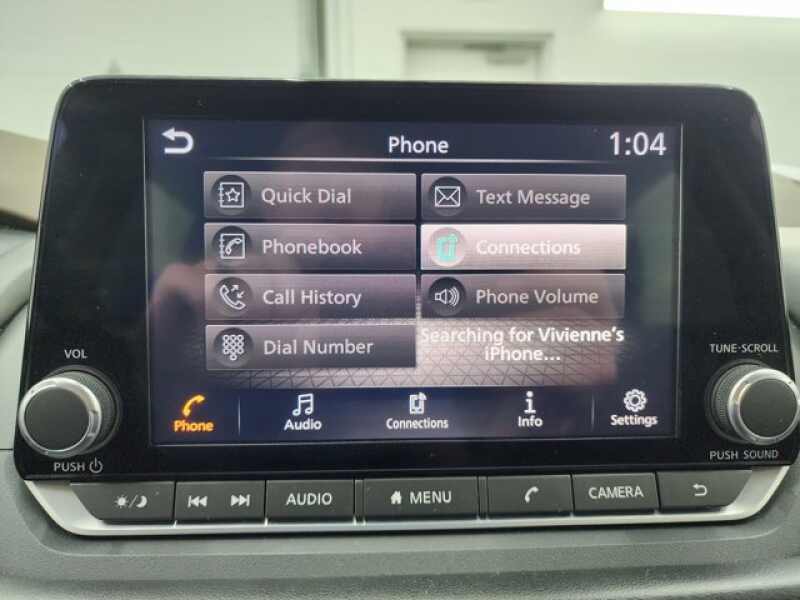 Phone
1:04
Quick Dial
Text Message
Phonebook
Connections
Call History
Phone Volume
Dial Number
Searching for Vivienne's
iPhone...
Phone
Audio
Connections
Info
Settings
VOL
PUSH
TUNE·SCROLL
PUSH SOUND
AUDIO
MENU
CAMERA